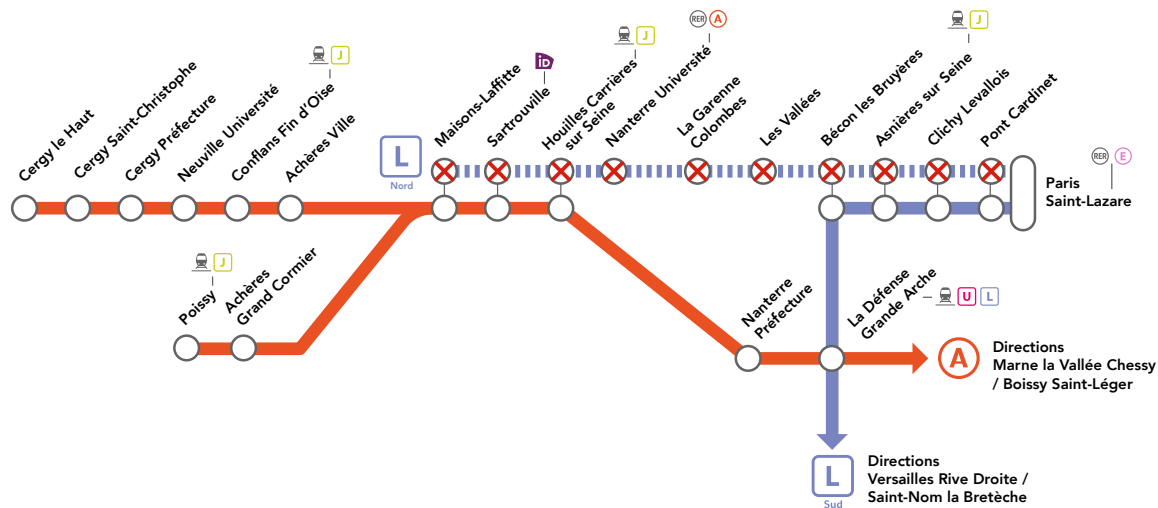 Cergy le Haut
Cergy Saint-Christophe
Cergy Préfecture
Neuville Université
Conflans Fin d'Oise
J
Achères Ville
L
Nord
Maisons-Laffitte
Sartrouville
iD
Houilles Carrières
sur Seine
J
Nanterre Université
RER A
La Garenne
Colombes
Les Vallées
Bécon les Bruyères
Asnières sur Seine
J
Clichy Levallois
Pont Cardinet
Paris
Saint-Lazare
RER E
Poissy
J
Achères
Grand Cormier
Nanterre
Préfecture
La Défense
Grande Arche
U L
A
Directions
Marne la Vallée Chessy
/ Boissy Saint-Léger
L
Sud
Directions
Versailles Rive Droite /
Saint-Nom la Bretèche